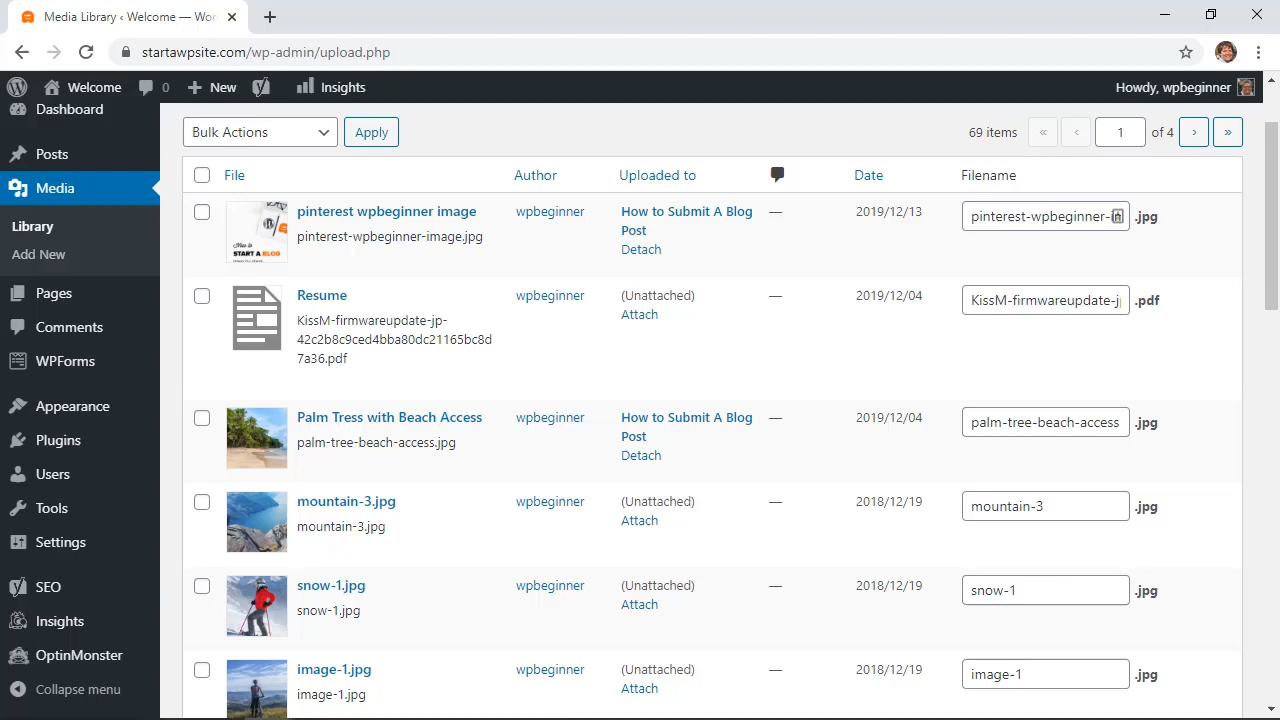 Media Library ‹ Welcome — Wor
startawpsite.com/wp-admin/upload.php
Welcome 0 New Insights Howdy, wpbeginner
Dashboard
Posts
Media
Library
Add New
Pages
Comments
WPForms
Appearance
Plugins
Users
Tools
Settings
SEO
Insights
OptinMonster
Collapse menu
Bulk Actions Apply 69 items « ‹ 1 of 4 › »
File Author Uploaded to Date Filename
pinterest wpbeginner image wpbeginner How to Submit A Blog — 2019/12/13 pinterest-wpbeginner-i .jpg
pinterest-wpbeginner-image.jpg Post
Detach
Resume wpbeginner (Unattached) — 2019/12/04 KissM-firmwareupdate-j .pdf
KissM-firmwareupdate-jp- Attach
42c2b8c9ced4bba80dc21165bc8d
7a36.pdf
Palm Tress with Beach Access wpbeginner How to Submit A Blog — 2019/12/04 palm-tree-beach-access .jpg
palm-tree-beach-access.jpg Post
Detach
mountain-3.jpg wpbeginner (Unattached) — 2018/12/19 mountain-3 .jpg
mountain-3.jpg Attach
snow-1.jpg wpbeginner (Unattached) — 2018/12/19 snow-1 .jpg
snow-1.jpg Attach
image-1.jpg wpbeginner (Unattached) — 2018/12/19 image-1 .jpg
image-1.jpg Attach
START A BLOG